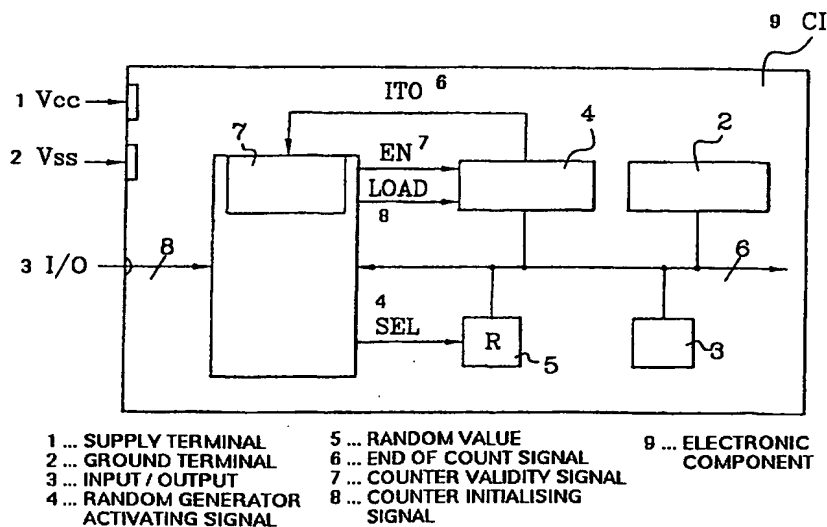 9 CI
ITO 6
1 Vcc
4
2
7
EN 7
2 Vss
LOAD
8
8
6
3 I/O
4
SEL
R
5
3
1 ... SUPPLY TERMINAL
2 ... GROUND TERMINAL
3 ... INPUT / OUTPUT
4 ... RANDOM GENERATOR
ACTIVATING SIGNAL
5 ... RANDOM VALUE
6 ... END OF COUNT SIGNAL
7 ... COUNTER VALIDITY SIGNAL
8 ... COUNTER INITIALISING
SIGNAL
9 ... ELECTRONIC
COMPONENT